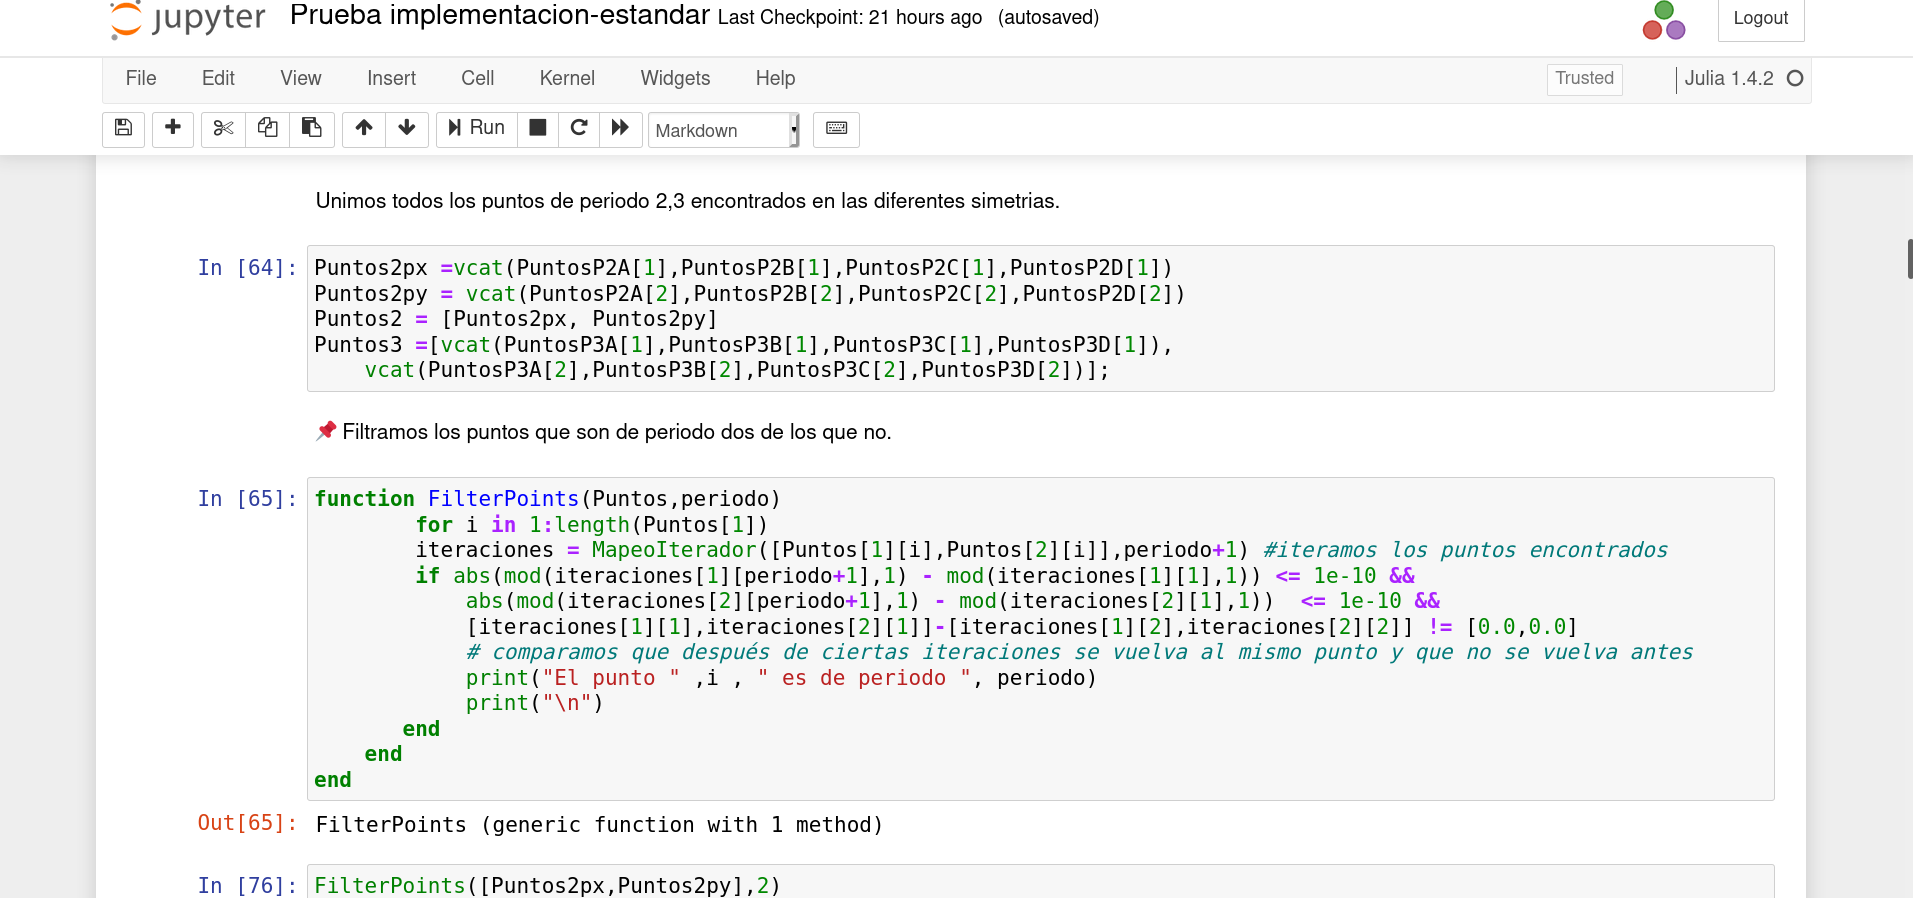 jupyter Prueba implementacion-estandar Last Checkpoint: 21 hours ago (autosaved) Logout
File Edit View Insert Cell Kernel Widgets Help Trusted Julia 1.4.2
Run Markdown
Unimos todos los puntos de periodo 2,3 encontrados en las diferentes simetrias.
In [64]: Puntos2px =vcat(PuntosP2A[1],PuntosP2B[1],PuntosP2C[1],PuntosP2D[1])
Puntos2py = vcat(PuntosP2A[2],PuntosP2B[2],PuntosP2C[2],PuntosP2D[2])
Puntos2 = [Puntos2px, Puntos2py]
Puntos3 =[vcat(PuntosP3A[1],PuntosP3B[1],PuntosP3C[1],PuntosP3D[1]),
    vcat(PuntosP3A[2],PuntosP3B[2],PuntosP3C[2],PuntosP3D[2])];
📌 Filtramos los puntos que son de periodo dos de los que no.
In [65]: function FilterPoints(Puntos,periodo)
        for i in 1:length(Puntos[1])
        iteraciones = MapeoIterador([Puntos[1][i],Puntos[2][i]],periodo+1) #iteramos los puntos encontrados
        if abs(mod(iteraciones[1][periodo+1],1) - mod(iteraciones[1][1],1)) <= 1e-10 &&
            abs(mod(iteraciones[2][periodo+1],1) - mod(iteraciones[2][1],1))  <= 1e-10 &&
            [iteraciones[1][1],iteraciones[2][1]]-[iteraciones[1][2],iteraciones[2][2]] != [0.0,0.0]
            # comparamos que después de ciertas iteraciones se vuelva al mismo punto y que no se vuelva antes
            print("El punto " ,i , " es de periodo ", periodo)
            print("\n")
       end
    end
end
Out[65]: FilterPoints (generic function with 1 method)
In [76]: FilterPoints([Puntos2px,Puntos2py],2)